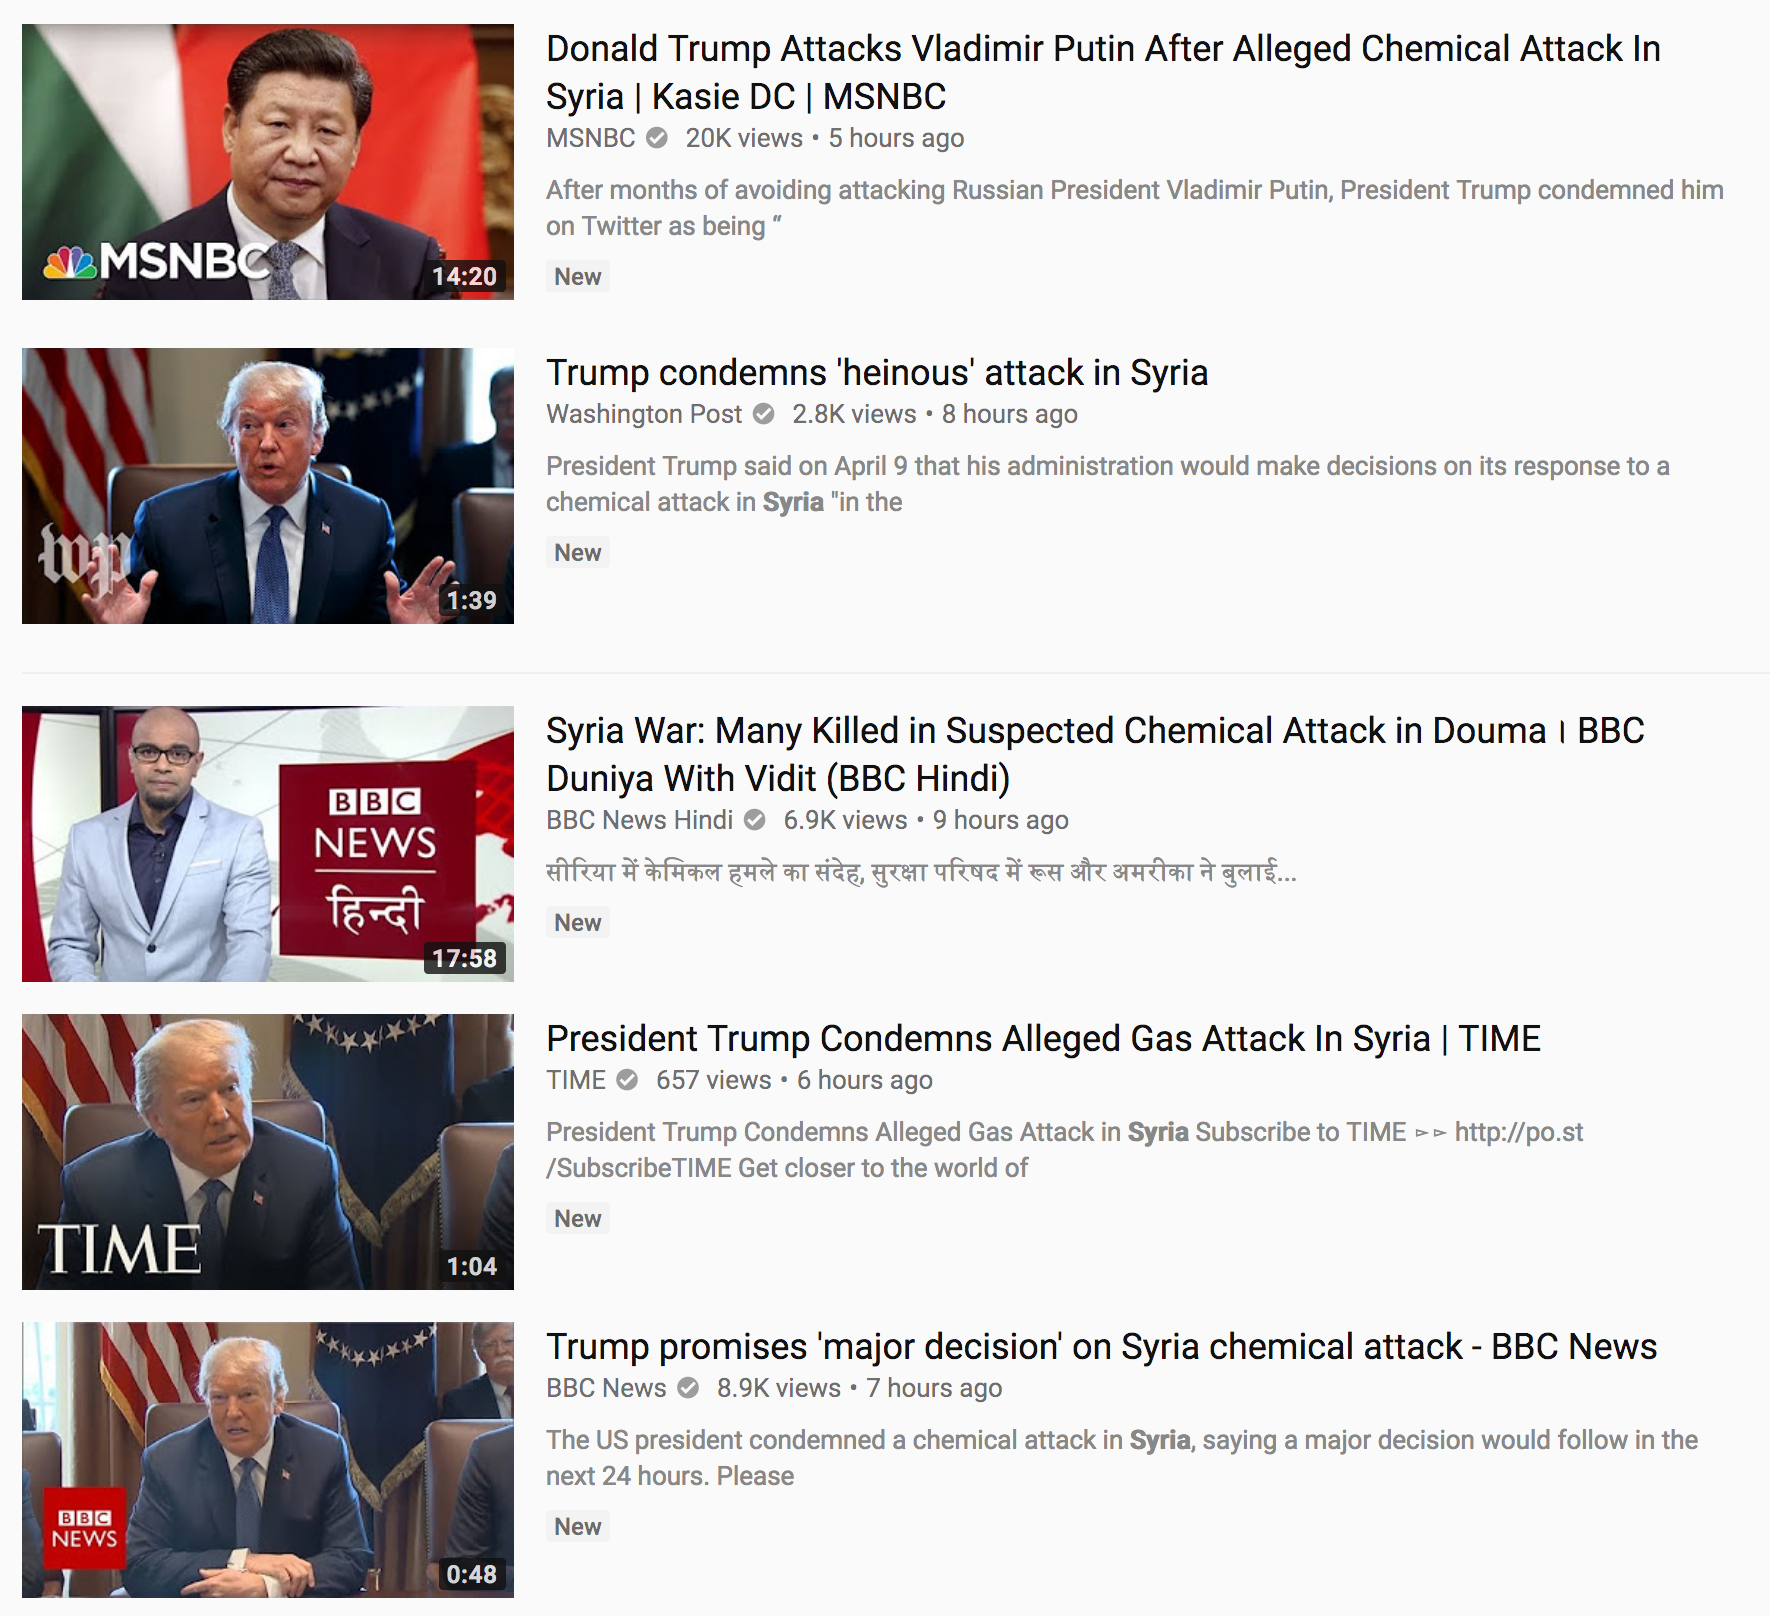 Donald Trump Attacks Vladimir Putin After Alleged Chemical Attack In
Syria | Kasie DC | MSNBC
MSNBC 20K views • 5 hours ago
After months of avoiding attacking Russian President Vladimir Putin, President Trump condemned him
on Twitter as being “
New
MSNBC
14:20
Trump condemns 'heinous' attack in Syria
Washington Post 2.8K views • 8 hours ago
President Trump said on April 9 that his administration would make decisions on its response to a
chemical attack in Syria "in the
New
wp
1:39
Syria War: Many Killed in Suspected Chemical Attack in Douma । BBC
Duniya With Vidit (BBC Hindi)
BBC News Hindi 6.9K views • 9 hours ago
सीरिया में केमिकल हमले का संदेह, सुरक्षा परिषद में रूस और अमरीका ने बुलाई...
New
BBC
NEWS
हिन्दी
17:58
President Trump Condemns Alleged Gas Attack In Syria | TIME
TIME 657 views • 6 hours ago
President Trump Condemns Alleged Gas Attack in Syria Subscribe to TIME ▻▻ http://po.st
/SubscribeTIME Get closer to the world of
New
TIME
1:04
Trump promises 'major decision' on Syria chemical attack - BBC News
BBC News 8.9K views • 7 hours ago
The US president condemned a chemical attack in Syria, saying a major decision would follow in the
next 24 hours. Please
New
BBC
NEWS
0:48